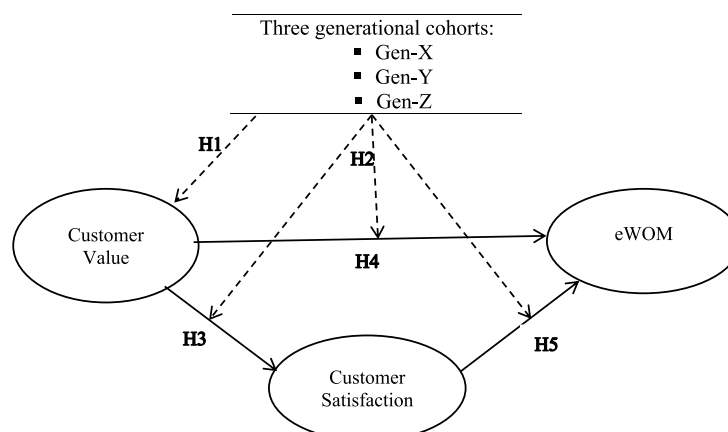 Three generational cohorts:
▪ Gen-X
▪ Gen-Y
▪ Gen-Z
H1
H2
Customer
Value
eWOM
H4
H3
H5
Customer
Satisfaction